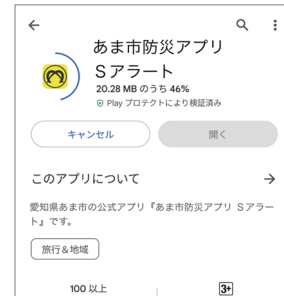 あま市防災アプリ
Sアラート
20.28 MB のうち 46%
Play プロテクトにより検証済み
キャンセル
開く
このアプリについて
愛知県あま市の公式アプリ『あま市防災アプリ Sアラー
ト』です。
旅行&地域
100 以上
3+